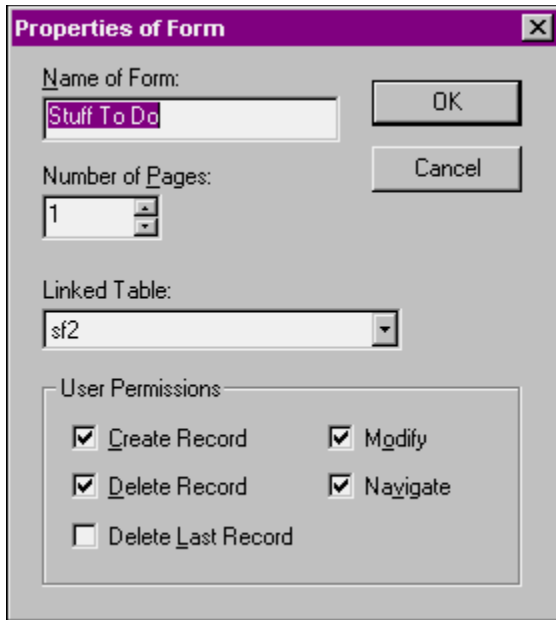 Properties of Form
Name of Form:
Stuff To Do
OK
Number of Pages:
Cancel
1
Linked Table:
sf2
User Permissions
Create Record
Modify
Delete Record
Navigate
Delete Last Record